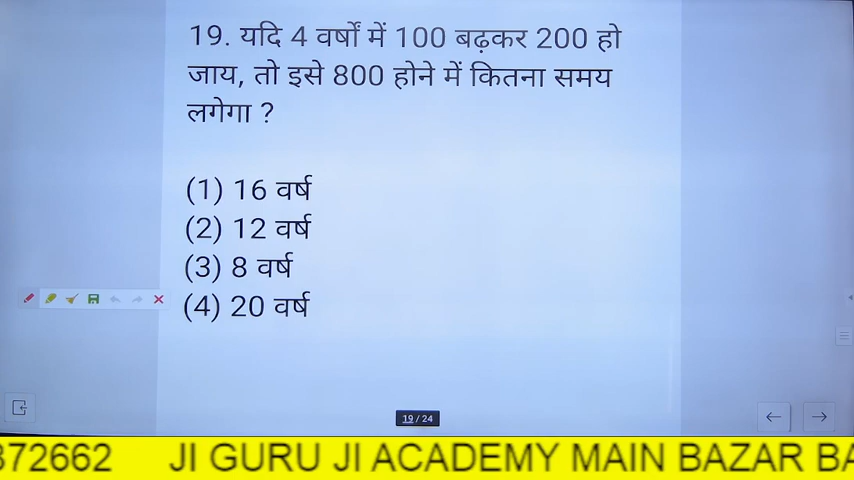 19. यदि 4 वर्षों में 100 बढ़कर 200 हो
जाय, तो इसे 800 होने में कितना समय
लगेगा ?
(1) 16 वर्ष
(2) 12 वर्ष
(3) 8 वर्ष
(4) 20 वर्ष
19 / 24
372662 JI GURU JI ACADEMY MAIN BAZAR BA